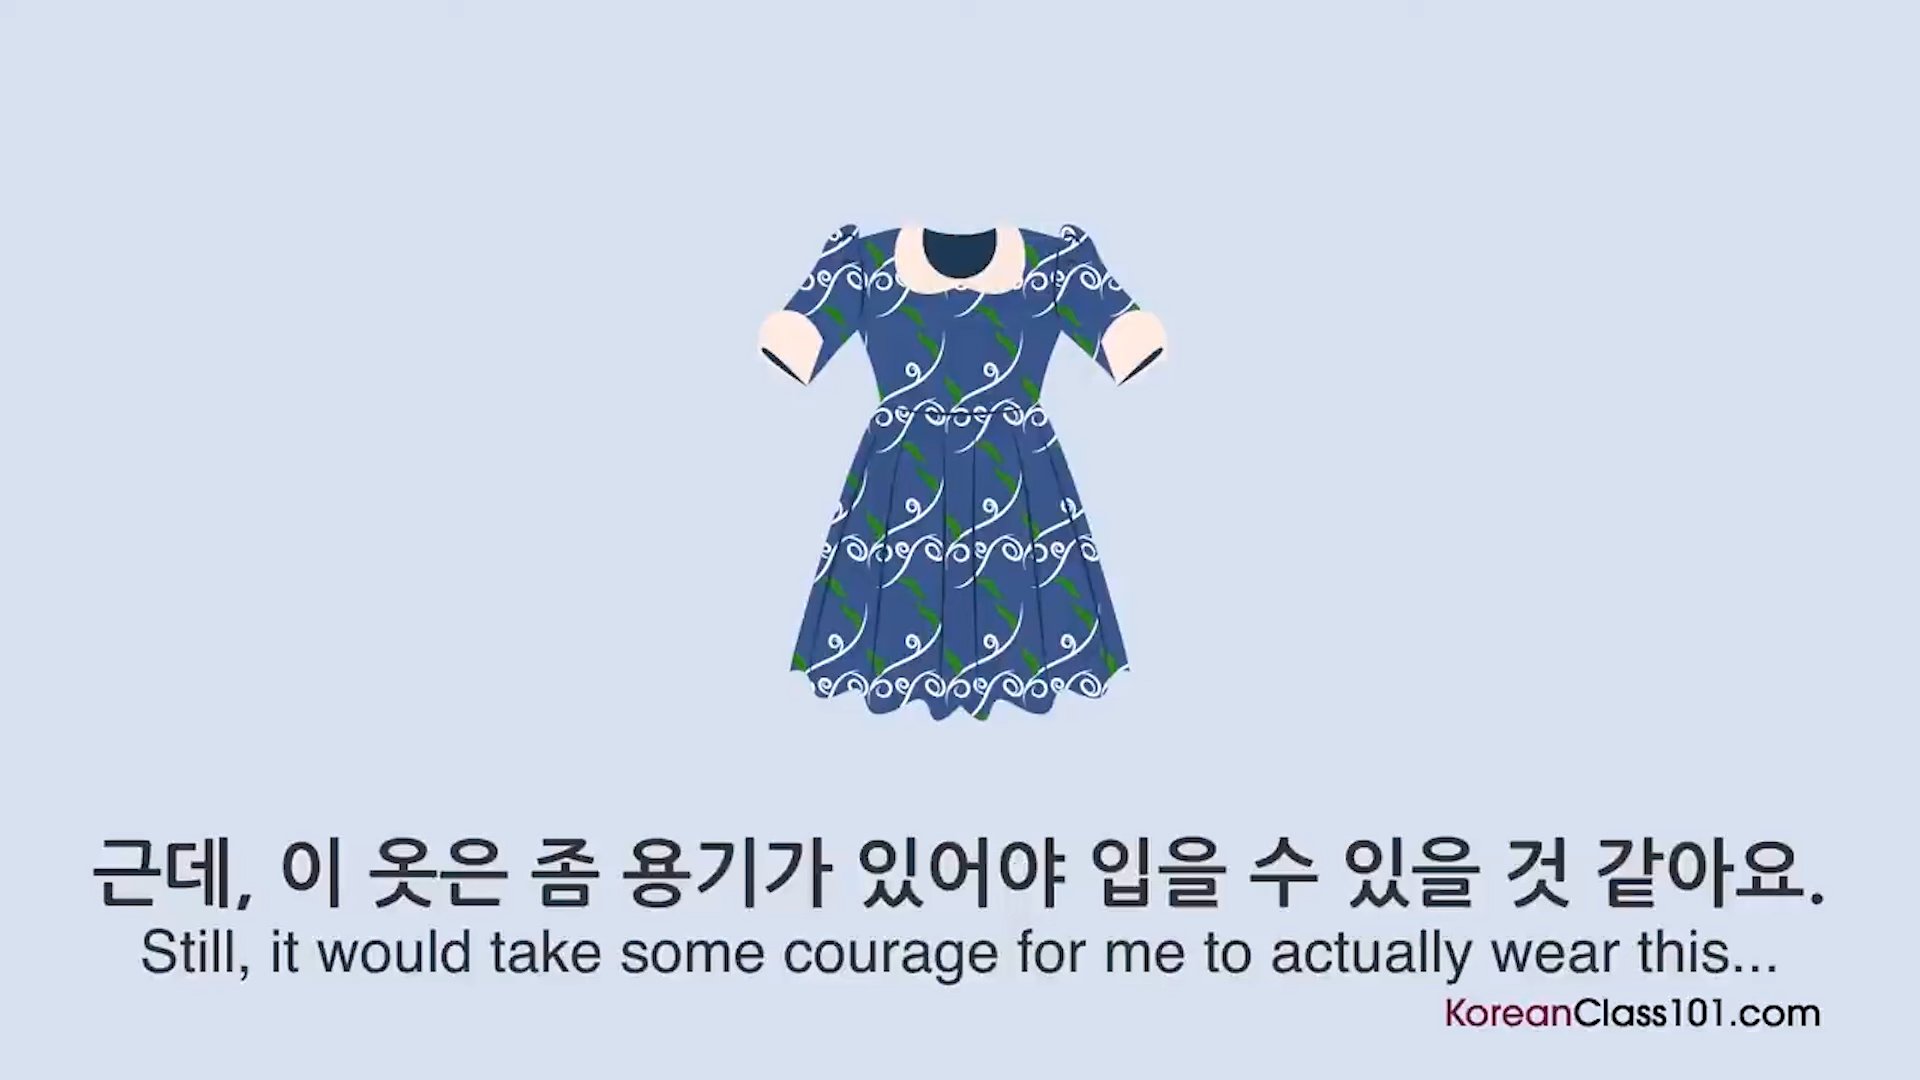 근데, 이 옷은 좀 용기가 있어야 입을 수 있을 것 같아요.
Still, it would take some courage for me to actually wear this...
KoreanClass101.com